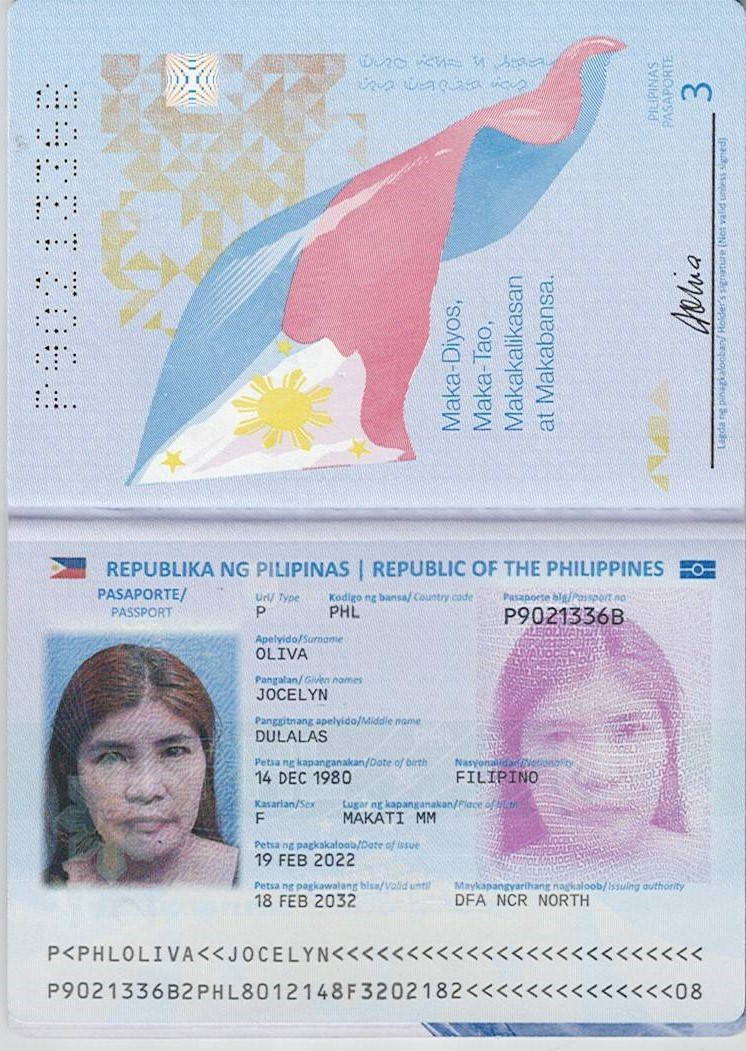 P9021336B
PILIPINAS
PASAPORTE
3
Maka-Diyos,
Maka-Tao,
Makakalikasan
at Makabansa.
Lagda ng pinagkalooban/ Holder's signature (Not valid unless signed)
REPUBLIKA NG PILIPINAS | REPUBLIC OF THE PHILIPPINES
PASAPORTE/
PASSPORT
Uri/ Type
Kodigo ng bansa/ Country code
Pasaporte blg/Passport no
P
PHL
P9021336B
Apelyido/Surname
OLIVA
Pangalan/ Given names
JOCELYN
Panggitnang apelyido/Middle name
DULALAS
Petsa ng kapanganakan/Date of birth
Nasyonalidad/Nationality
14 DEC 1980
FILIPINO
Kasarian/Sex
Lugar ng kapanganakan/Place of birth
F
MAKATI MM
Petsa ng pagkakaloob/Date of issue
19 FEB 2022
Petsa ng pagkawalang bisa/Valid until
Maykapangyarihang nagkaloob/Issuing authority
18 FEB 2032
DFA NCR NORTH
P<PHLOLIVA<<JOCELYN<<<<<<<<<<<<<<<<<<<<<<<<<
P9021336B2PHL8012148F3202182<<<<<<<<<<<<<<08